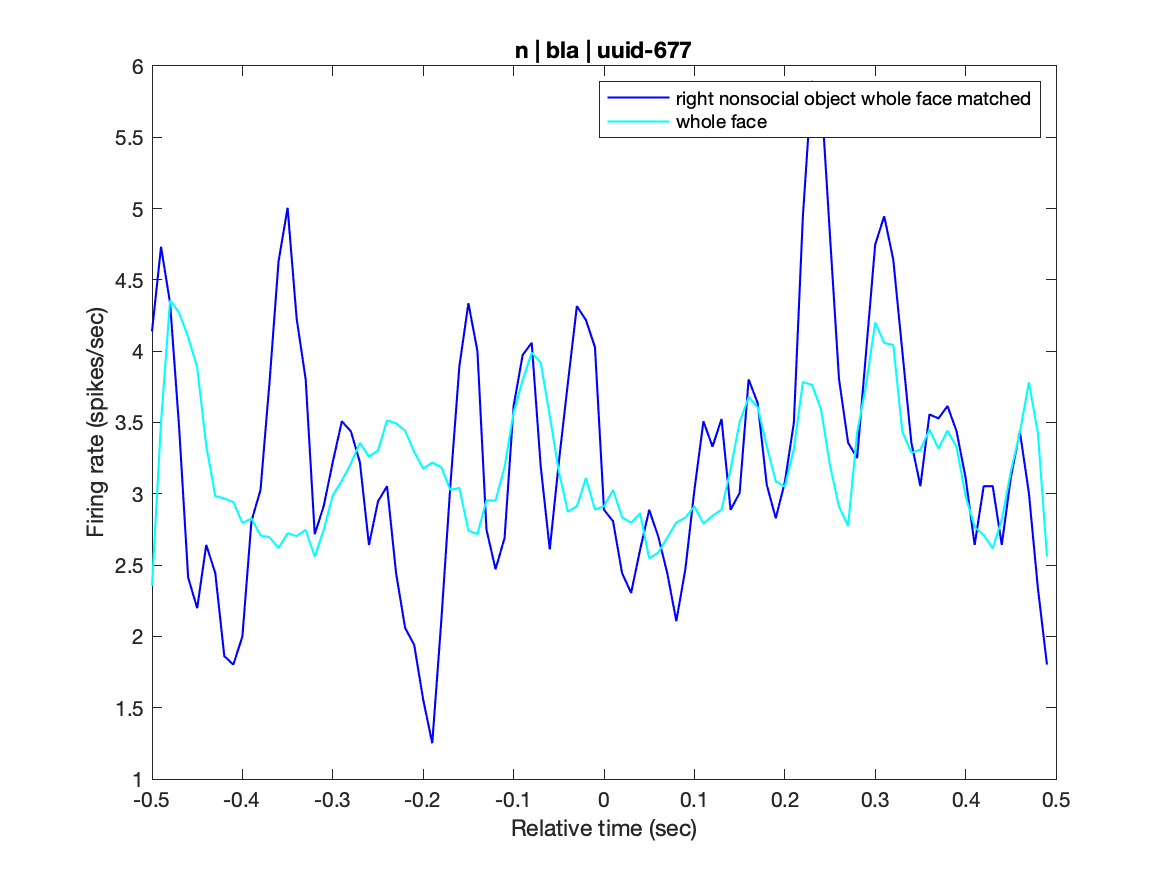 n | bla | uuid-677
right nonsocial object whole face matched
whole face
6
5.5
5
4.5
4
3.5
3
2.5
2
1.5
1
Firing rate (spikes/sec)
-0.5 -0.4 -0.3 -0.2 -0.1 0 0.1 0.2 0.3 0.4 0.5
Relative time (sec)